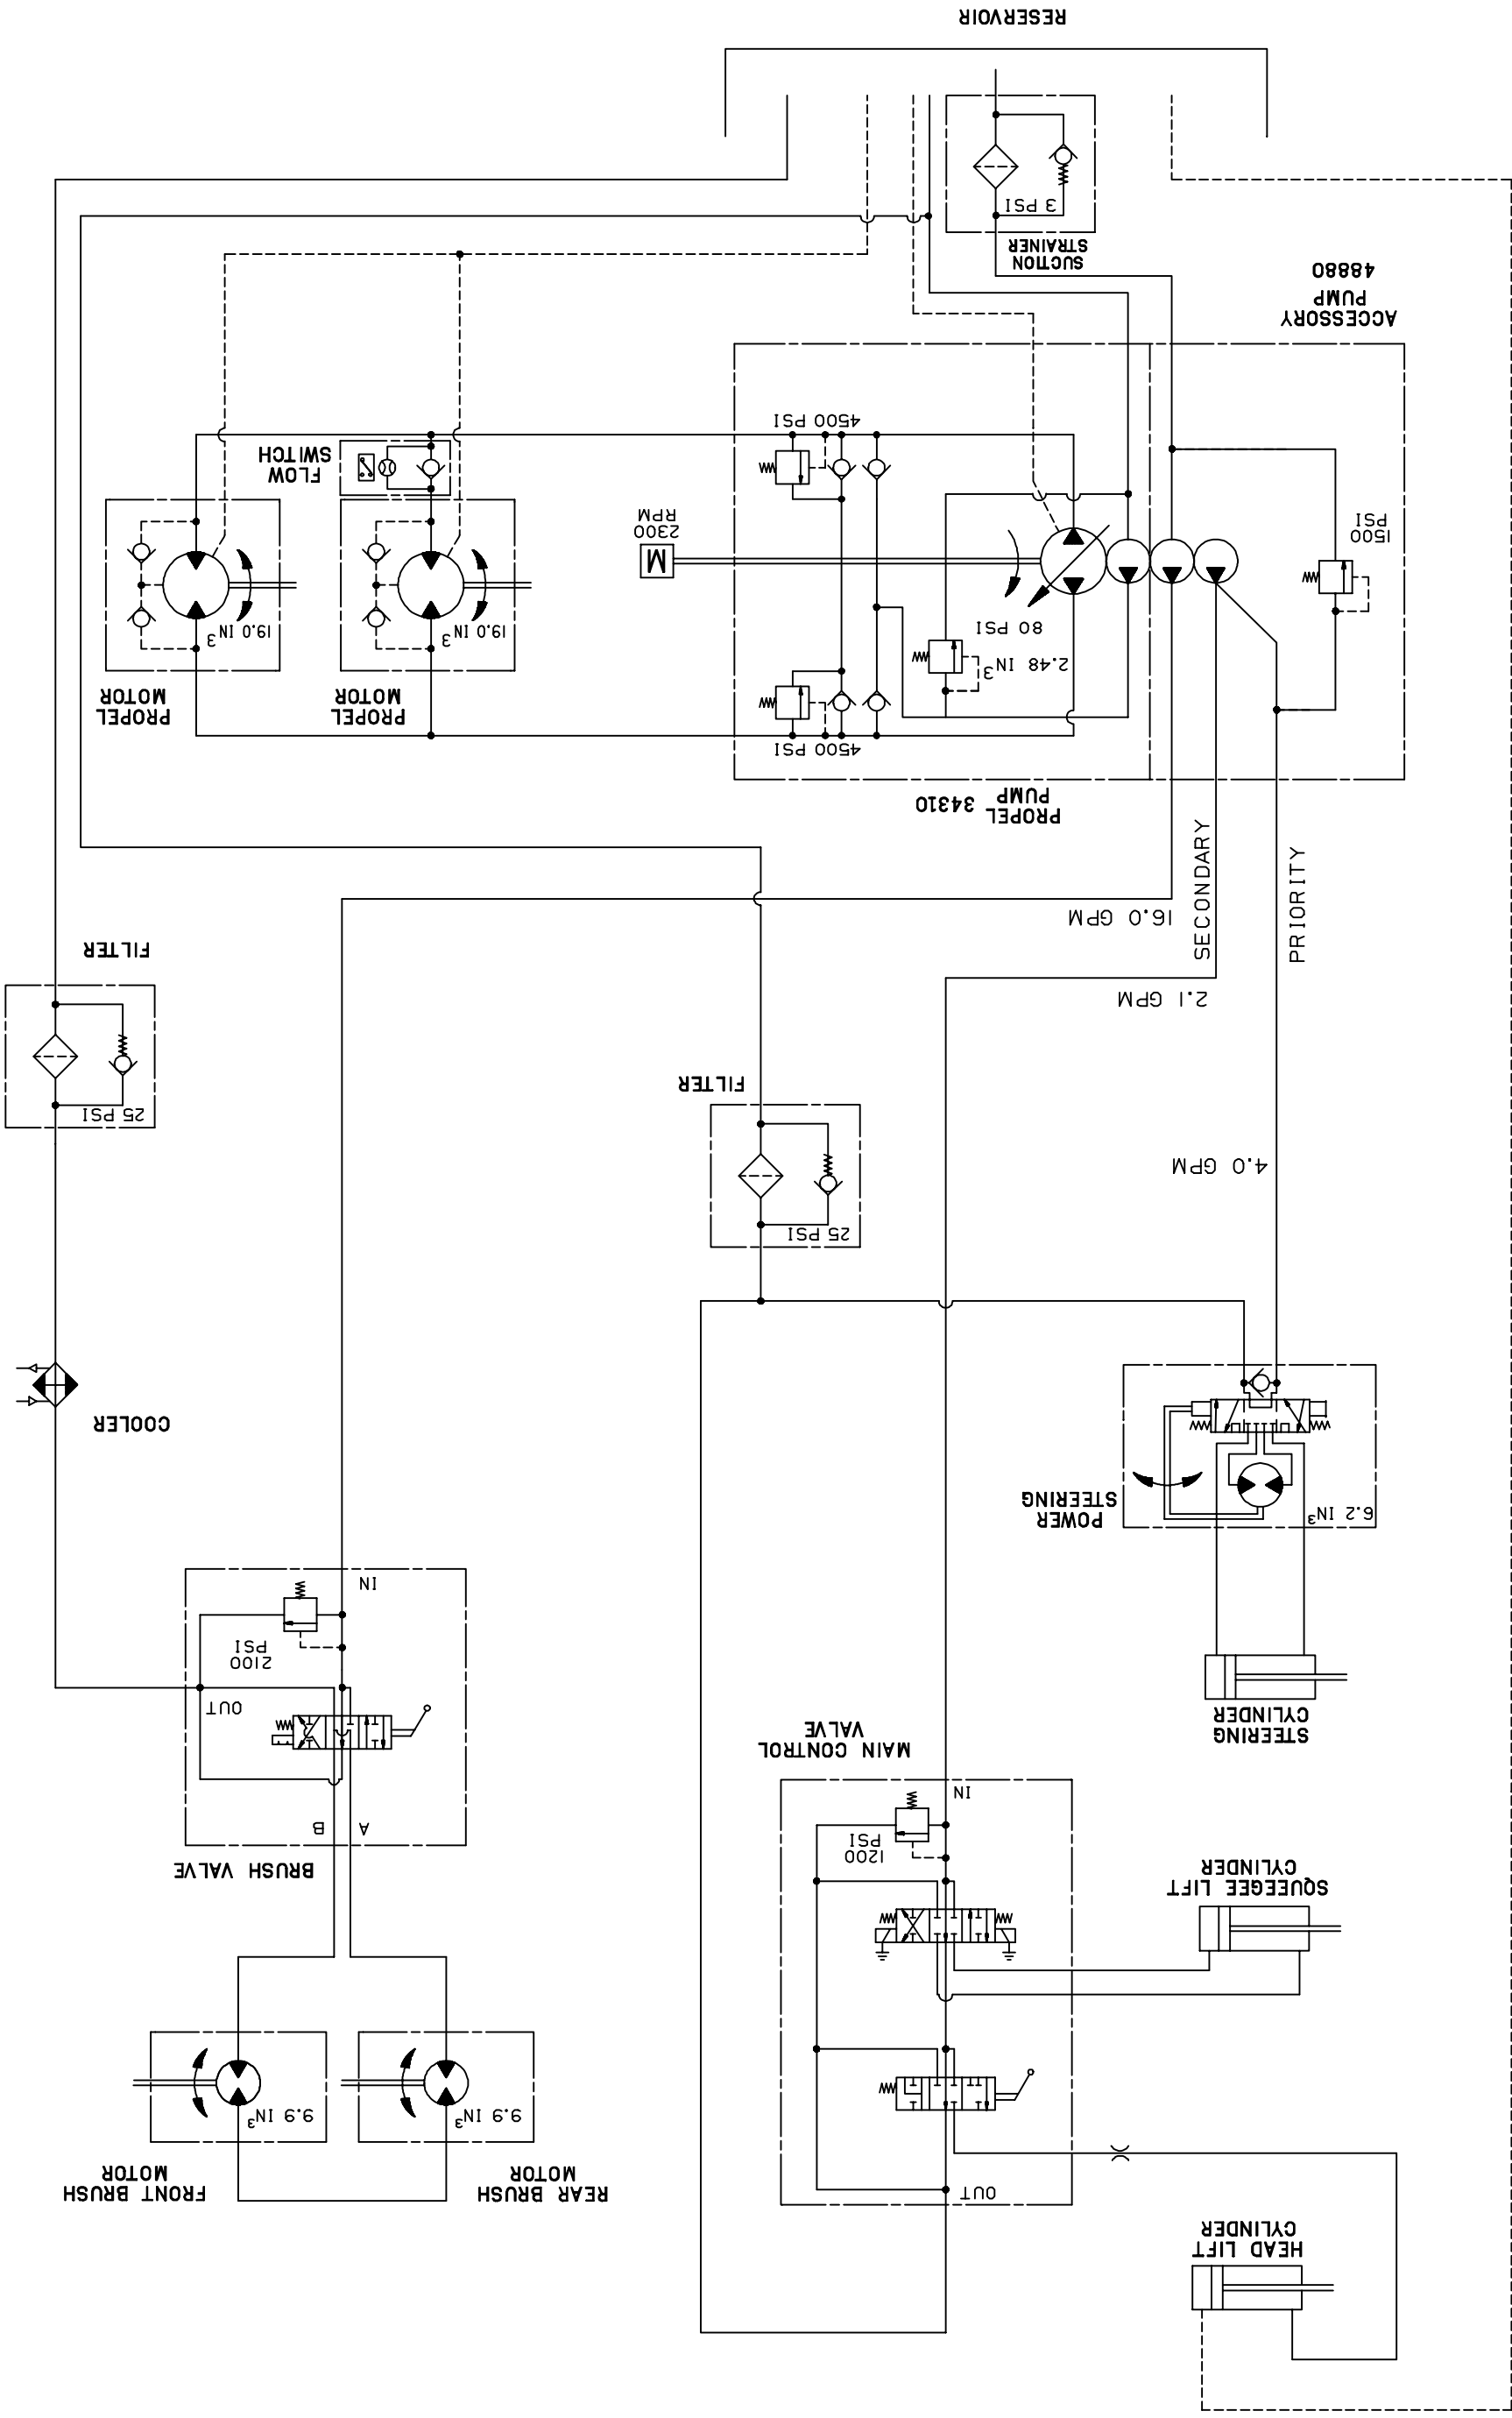 HEAD LIFT
CYLINDER
OUT
REAR BRUSH
MOTOR
FRONT BRUSH
MOTOR
9.9 IN³
9.9 IN³
SQUEEGEE LIFT
CYLINDER
BRUSH VALVE
1200
PSI
A
B
IN
MAIN CONTROL
VALVE
STEERING
CYLINDER
OUT
2100
PSI
IN
6.2 IN³
POWER
STEERING
COOLER
25 PSI
4.0 GPM
25 PSI
FILTER
2.1 GPM
FILTER
PRIORITY
SECONDARY
16.0 GPM
PROPEL
PUMP
34310
4500 PSI
PROPEL
MOTOR
PROPEL
MOTOR
2.48 IN³
80 PSI
19.0 IN³
19.0 IN³
M
2300
RPM
1500
PSI
FLOW
SWITCH
4500 PSI
ACCESSORY
PUMP
48880
SUCTION
STRAINER
3 PSI
RESERVOIR